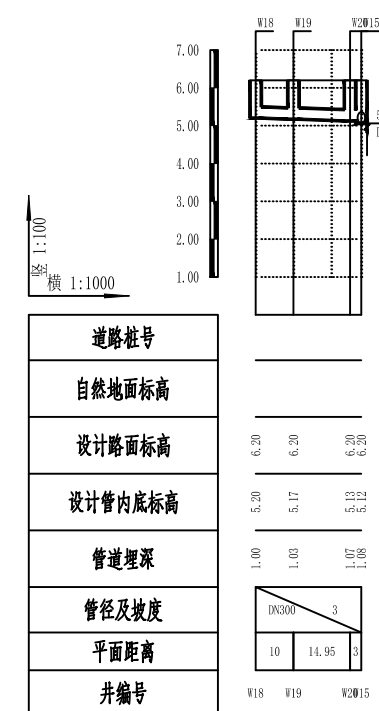 W18 W19 W20 W15
7.00
6.00
5.00
4.00
3.00
2.00
1.00
竖 1:100
横 1:1000
道路桩号
自然地面标高
设计路面标高 6.20 6.20 6.20 6.20
设计管内底标高 5.20 5.17 5.13 5.12
管道埋深 1.00 1.03 1.07 1.08
管径及坡度 DN300 3
平面距离 10 14.95 3
井编号 W18 W19 W20 W15